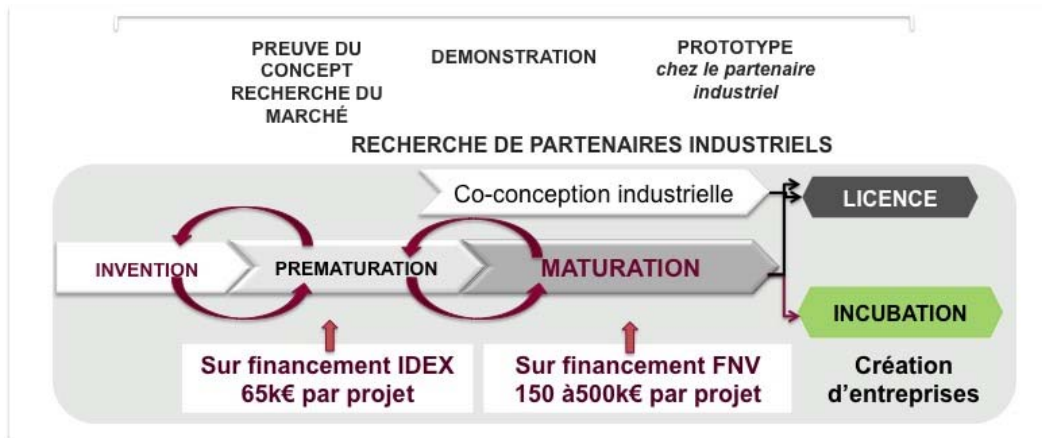 PREUVE DU
CONCEPT
RECHERCHE DU
MARCHÉ
DEMONSTRATION
PROTOTYPE
chez le partenaire
industriel
RECHERCHE DE PARTENAIRES INDUSTRIELS
Co-conception industrielle
LICENCE
INVENTION
PREMATURATION
MATURATION
INCUBATION
Sur financement IDEX
65k€ par projet
Sur financement FNV
150 à500k€ par projet
Création
d'entreprises